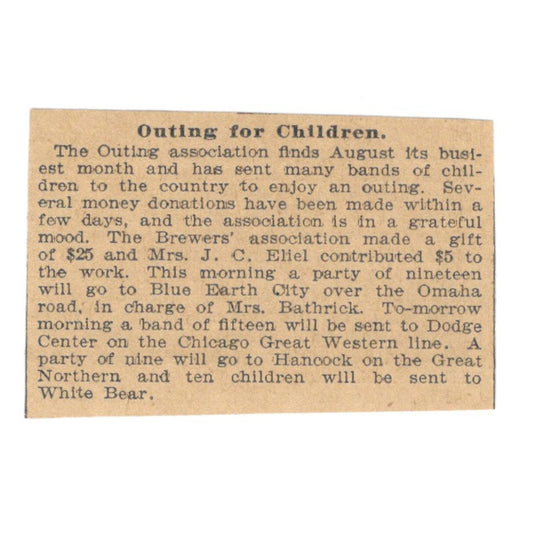 Outing for Children.
The Outing association finds August its busi-
est month and has sent many bands of chil-
dren to the country to enjoy an outing. Sev-
eral money donations have been made within a
few days, and the association is in a grateful
mood. The Brewers' association made a gift
of $25 and Mrs. J. C. Eliel contributed $5 to
the work. This morning a party of nineteen
will go to Blue Earth City over the Omaha
road, in charge of Mrs. Bathrick. To-morrow
morning a band of fifteen will be sent to Dodge
Center on the Chicago Great Western line. A
party of nine will go to Hancock on the Great
Northern and ten children will be sent to
White Bear.